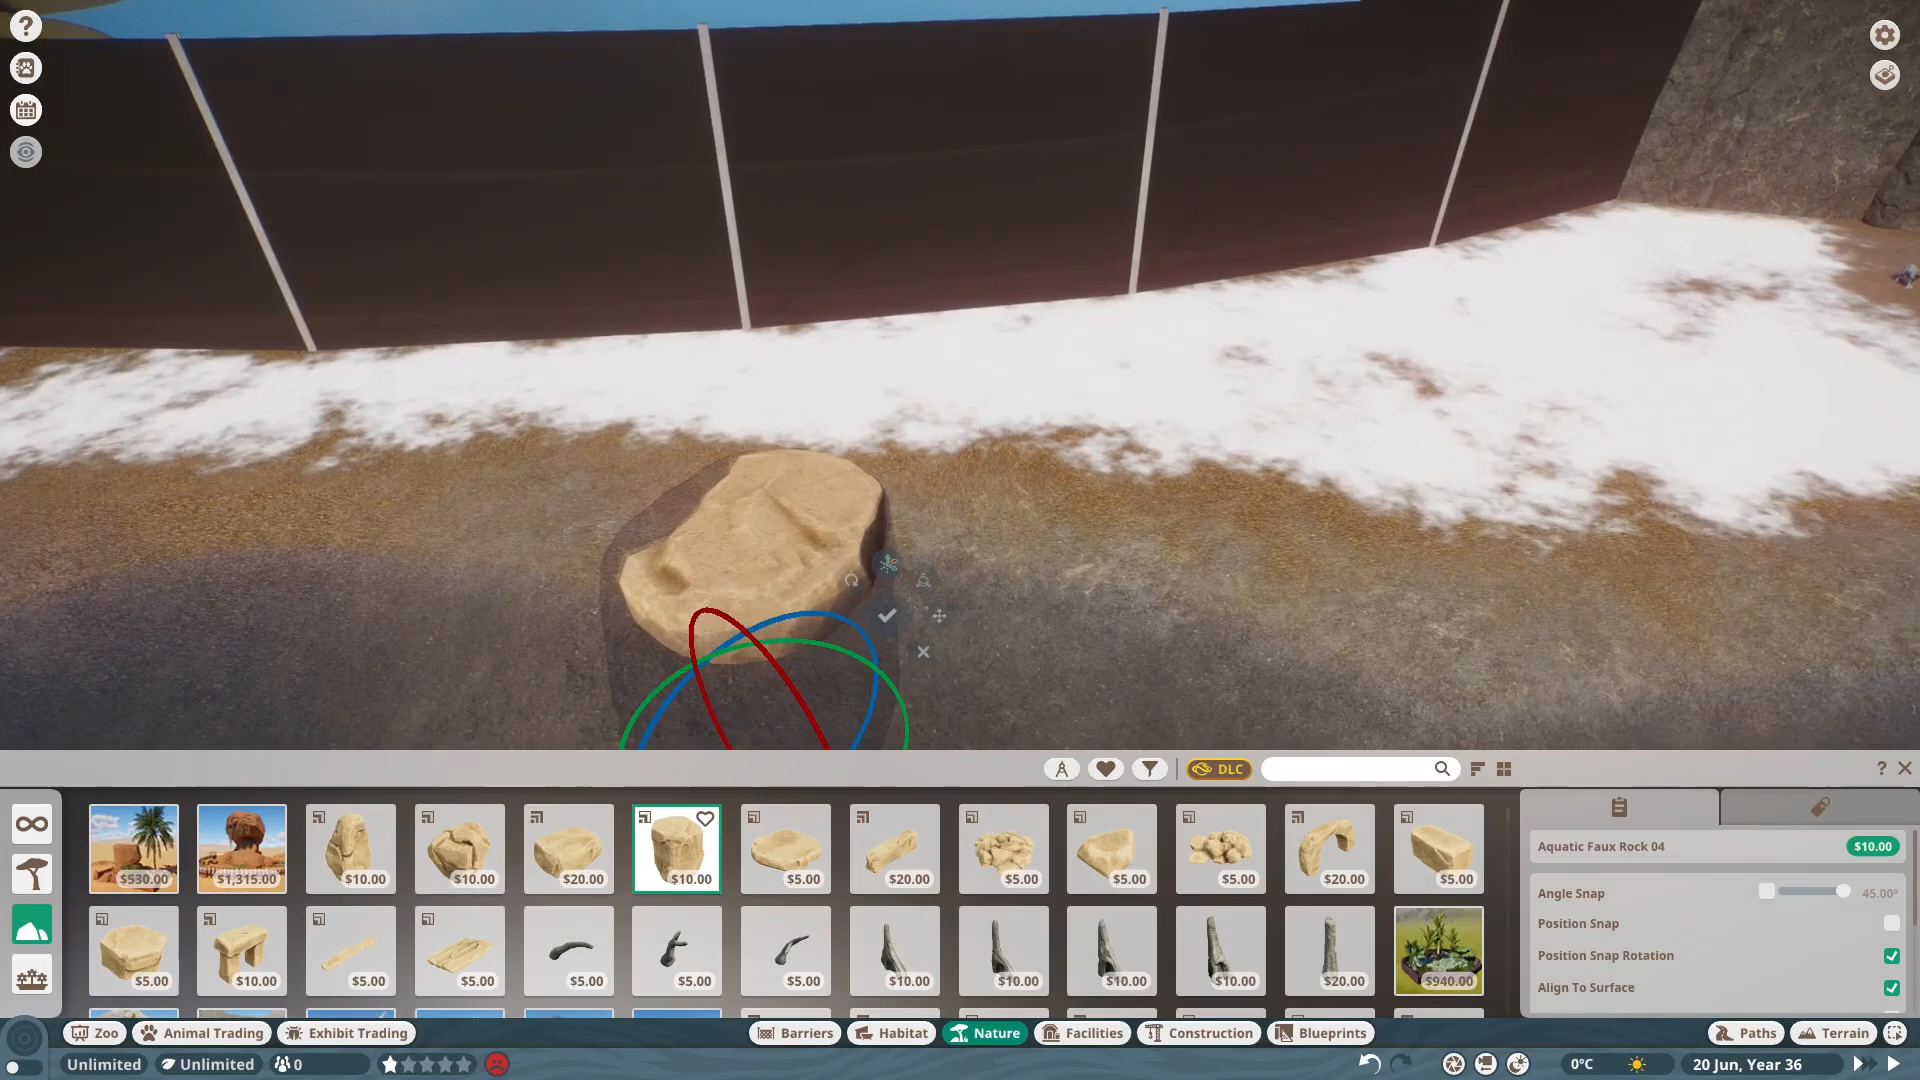 DLC
$530.00 $1,315.00 $10.00 $10.00 $20.00 $10.00 $5.00 $20.00 $5.00 $5.00 $5.00 $20.00 $5.00
$5.00 $10.00 $5.00 $5.00 $5.00 $5.00 $5.00 $10.00 $10.00 $10.00 $10.00 $20.00 $940.00
Aquatic Faux Rock 04 $10.00
Angle Snap 45.00°
Position Snap
Position Snap Rotation
Align To Surface
Zoo Animal Trading Exhibit Trading Barriers Habitat Nature Facilities Construction Blueprints Paths Terrain
Unlimited Unlimited 0 0°C 20 Jun, Year 36